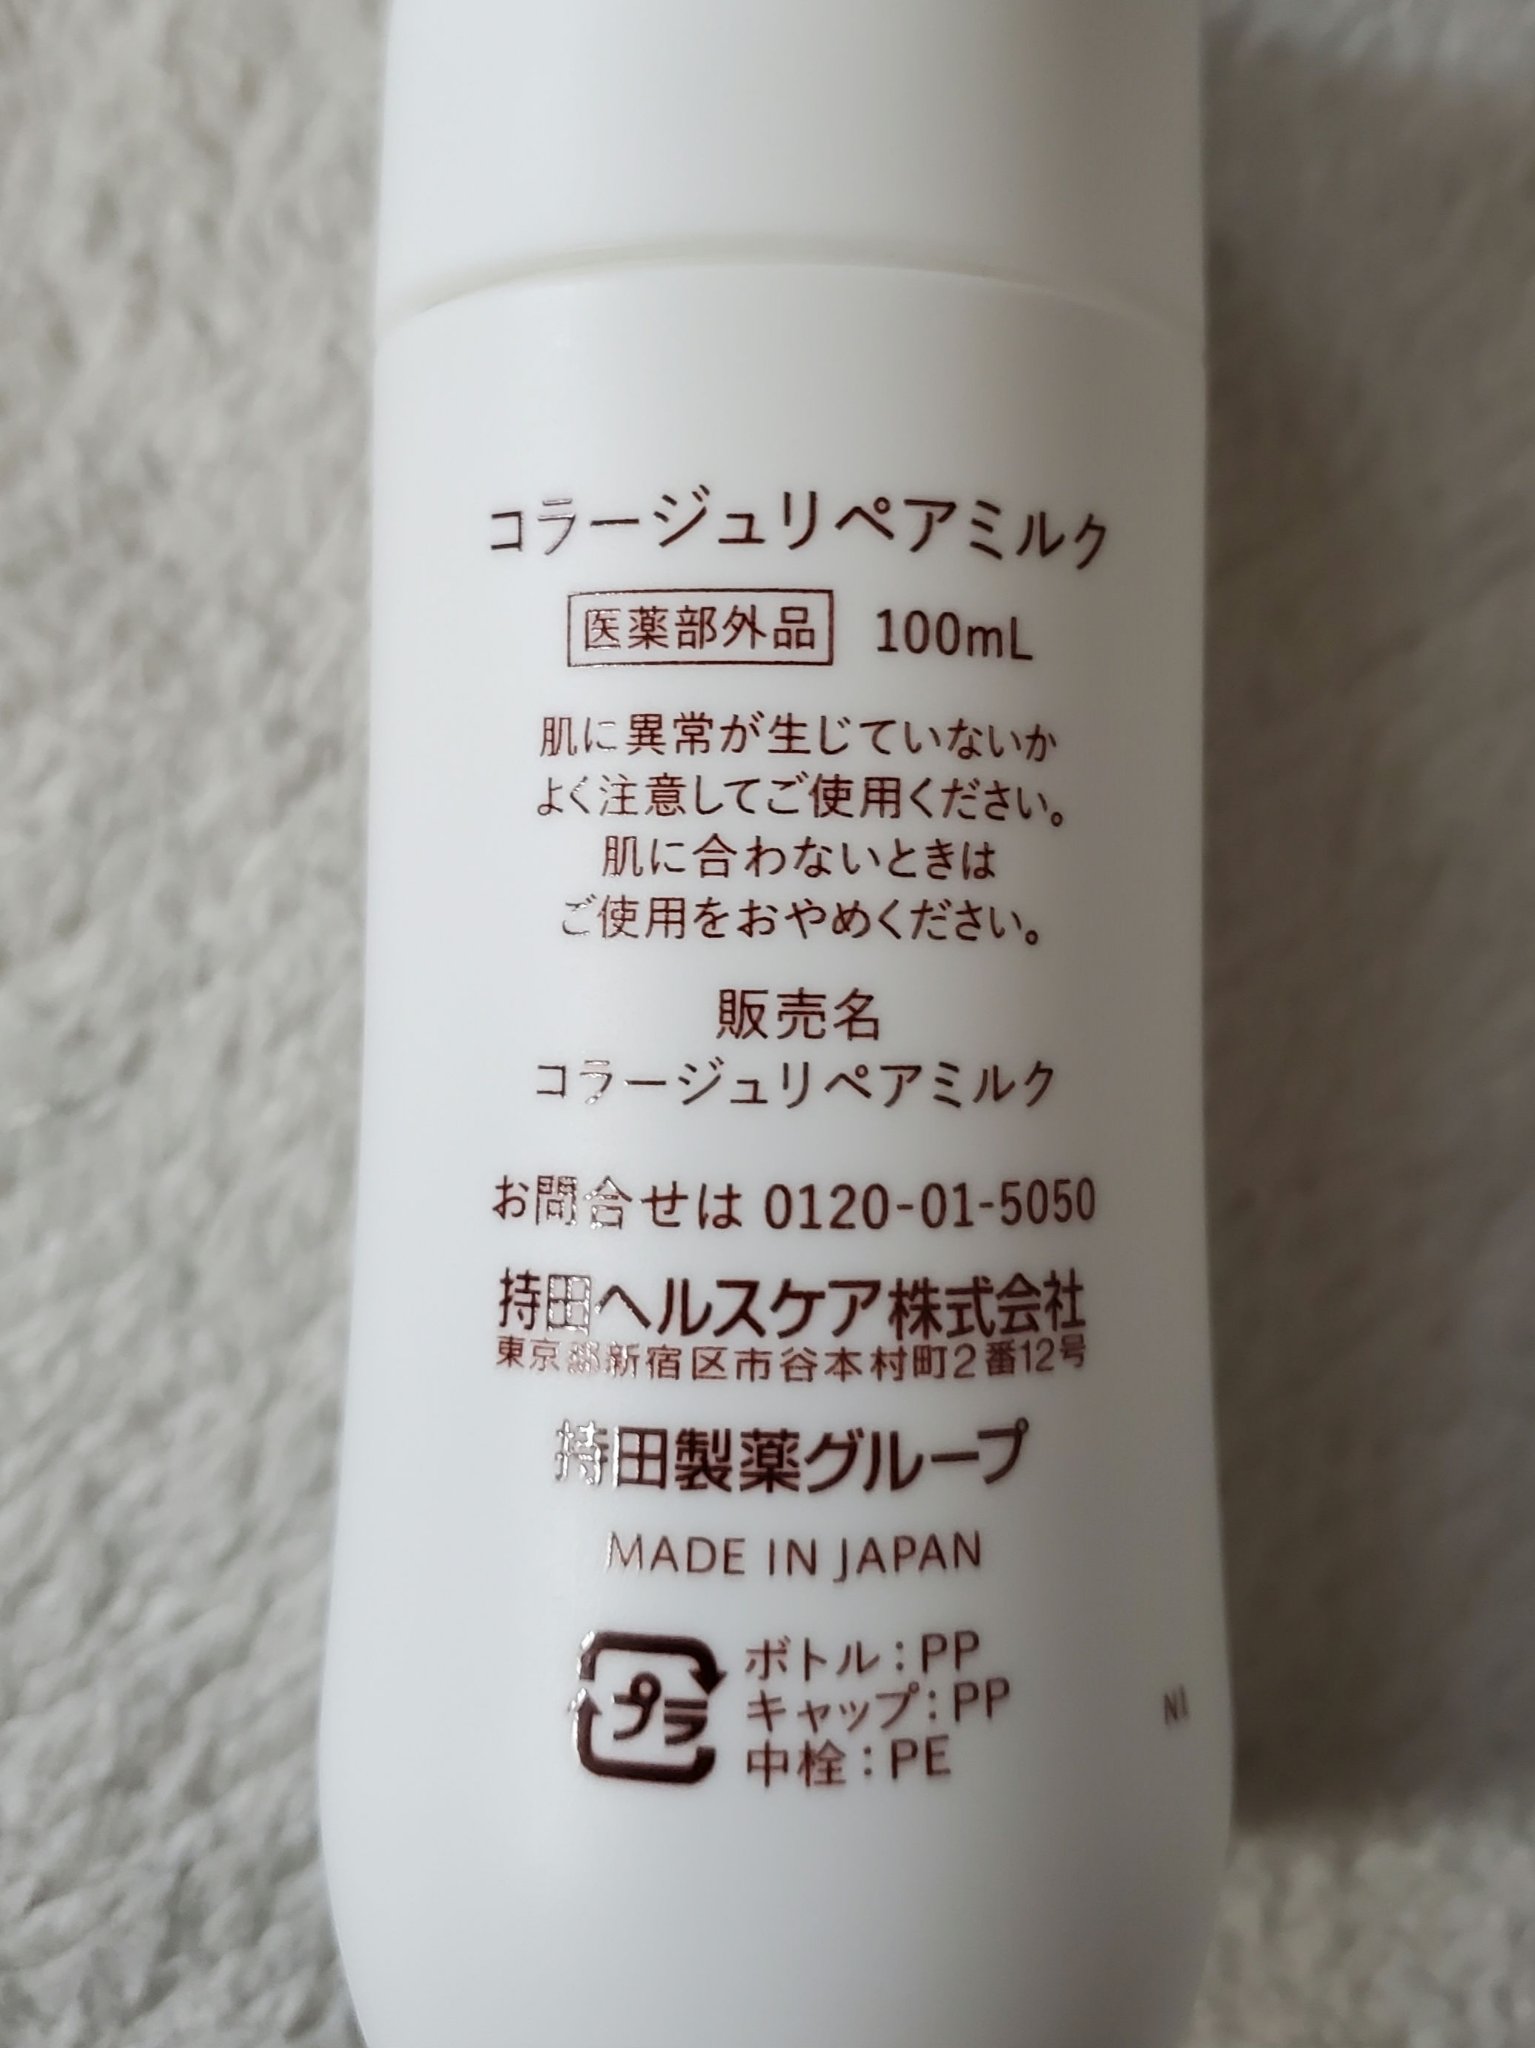 コラージュリペアミルク
医薬部外品 100mL
肌に異常が生じていないか
よく注意してご使用ください。
肌に合わないときは
ご使用をおやめください。
販売名
コラージュリペアミルク
お問合せは 0120-01-5050
持田ヘルスケア株式会社
東京都新宿区市谷本村町2番12号
持田製薬グループ
MADE IN JAPAN
プラ
ボトル：PP
キャップ：PP
中栓：PE
NI